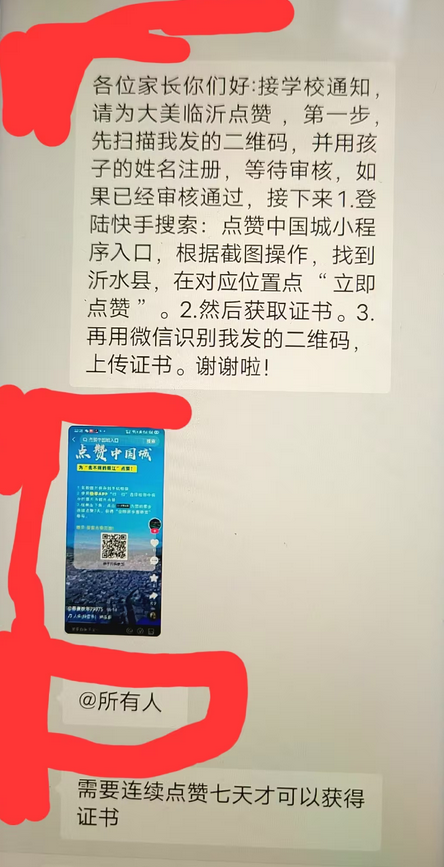 各位家长你们好:接学校通知,
请为大美临沂点赞 ，第一步,
先扫描我发的二维码，并用孩
子的姓名注册，等待审核，如
果已经审核通过，接下来1.登
陆快手搜索：点赞中国城小程
序入口，根据截图操作，找到
沂水县，在对应位置点“立即
点赞”。2.然后获取证书。3.
再用微信识别我发的二维码，
上传证书。谢谢啦!
点赞中国城
@所有人
需要连续点赞七天才可以获得
证书